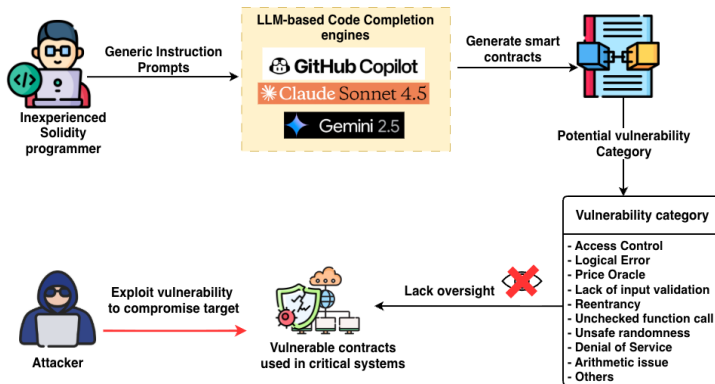 LLM-based Code Completion
engines
Generic Instruction
Prompts
GitHub Copilot
Claude Sonnet 4.5
Gemini 2.5
Generate smart
contracts
</>
Inexperienced
Solidity
programmer
Potential vulnerability
Category
Vulnerability category
- Access Control
- Logical Error
- Price Oracle
- Lack of input validation
- Reentrancy
- Unchecked function call
- Unsafe randomness
- Denial of Service
- Arithmetic issue
- Others
Lack oversight
Exploit vulnerability
to compromise target
Attacker
Vulnerable contracts
used in critical systems